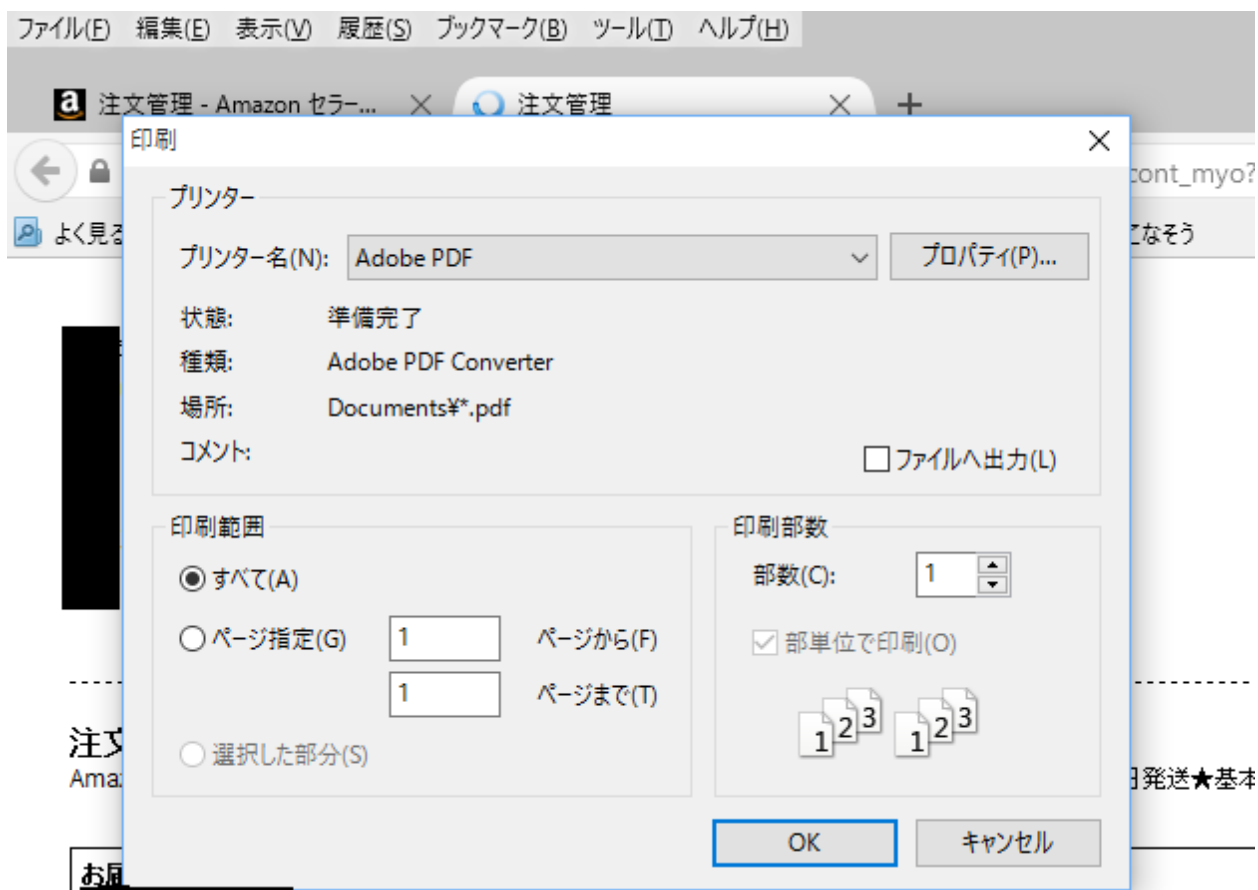 ファイル(F) 編集(E) 表示(V) 履歴(S) ブックマーク(B) ツール(T) ヘルプ(H)
a 注文管理 - Amazon セラー... 注文管理
印刷
cont_myo?
プリンター
よく見る
てなそう
プリンター名(N): Adobe PDF プロパティ(P)...
状態: 準備完了
種類: Adobe PDF Converter
場所: Documents¥*.pdf
コメント:
ファイルへ出力(L)
印刷範囲 印刷部数
すべて(A) 部数(C): 1
ページ指定(G) 1 ページから(F)
部単位で印刷(O)
1 ページまで(T)
1 2 3 1 2 3
選択した部分(S)
注文
Ama
日発送★基本
OK キャンセル
お届